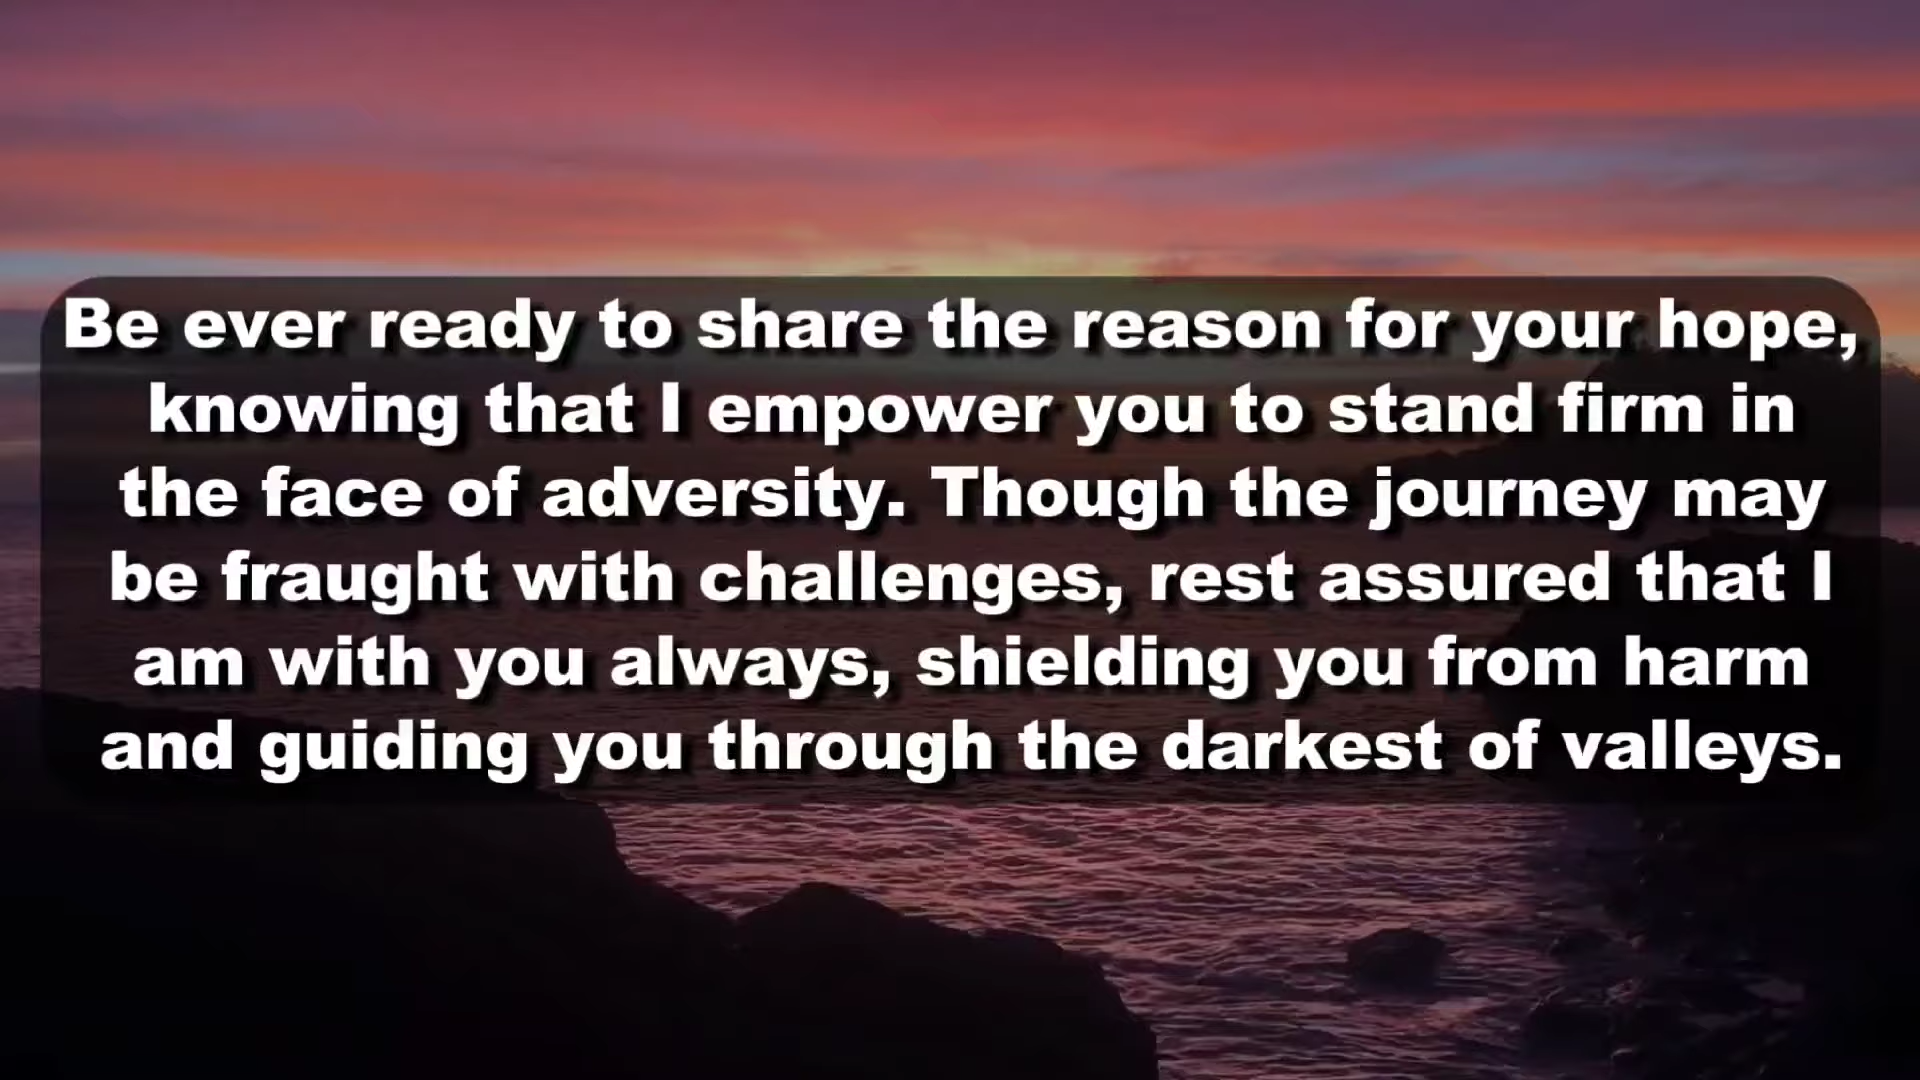 Be ever ready to share the reason for your hope,
knowing that I empower you to stand firm in
the face of adversity. Though the journey may
be fraught with challenges, rest assured that I
am with you always, shielding you from harm
and guiding you through the darkest of valleys.